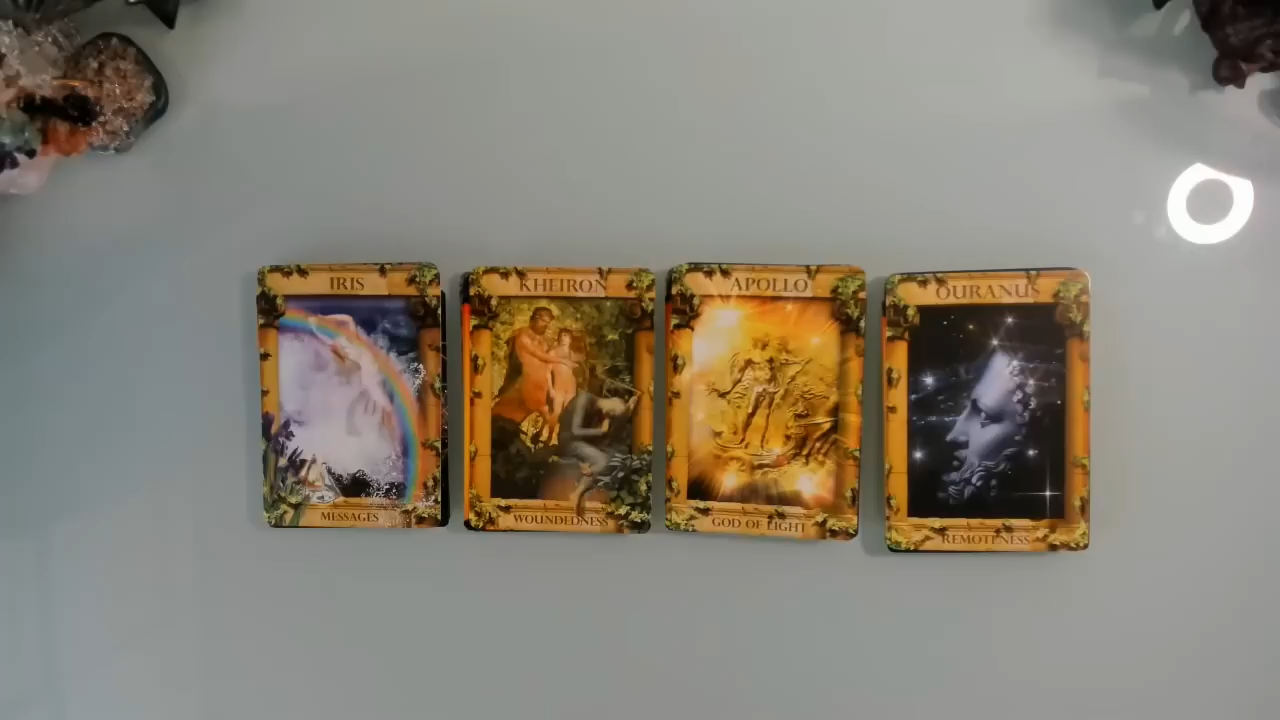 IRIS
MESSAGES
KHEIRON
WOUNDEDNESS
APOLLO
GOD OF LIGHT
OURANUS
REMOTENESS